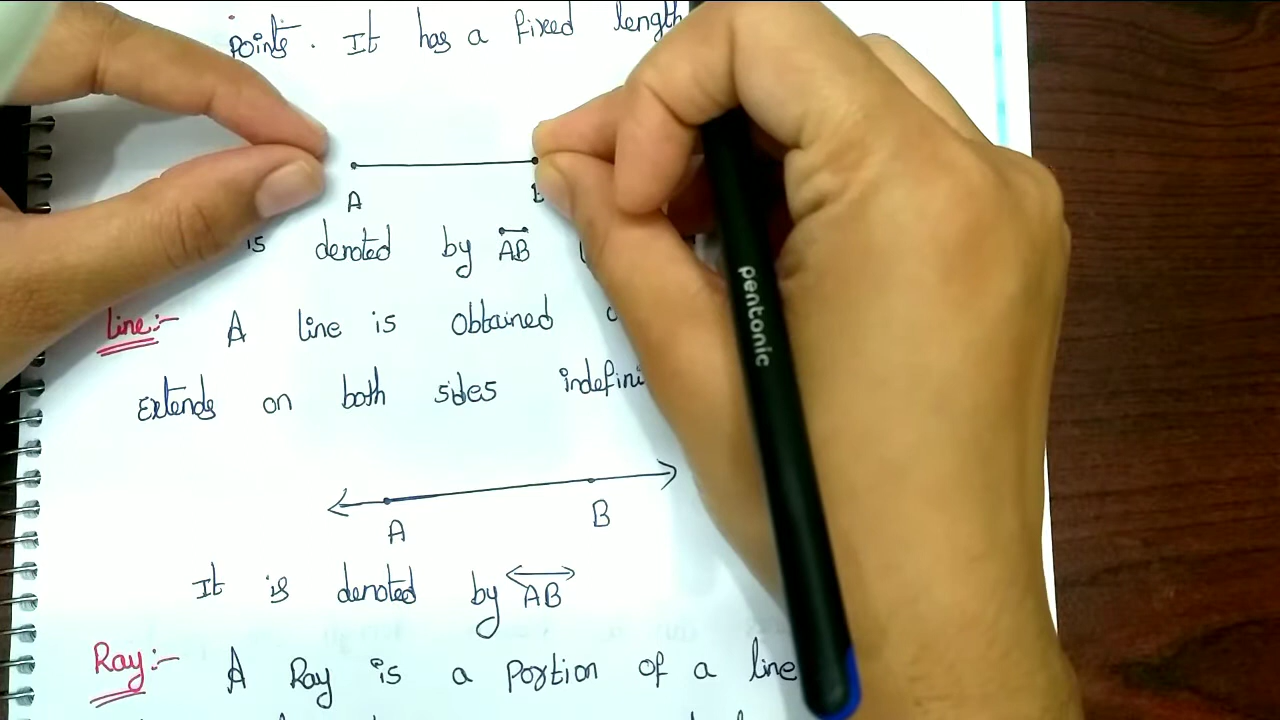 points. It has a fixed length
A
is denoted by AB
Line:- A line is obtained
Extends on both sides
A B
It is denoted by AB
Ray:- A Ray is a portion of a line
pentonic